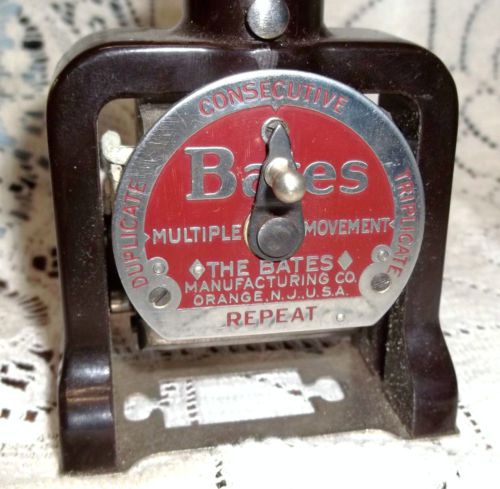 CONSECUTIVE
Bates
DUPLICATE
TRIPLICATE
MULTIPLE MOVEMENT
THE BATES
MANUFACTURING CO.
ORANGE, N.J., U.S.A.
REPEAT